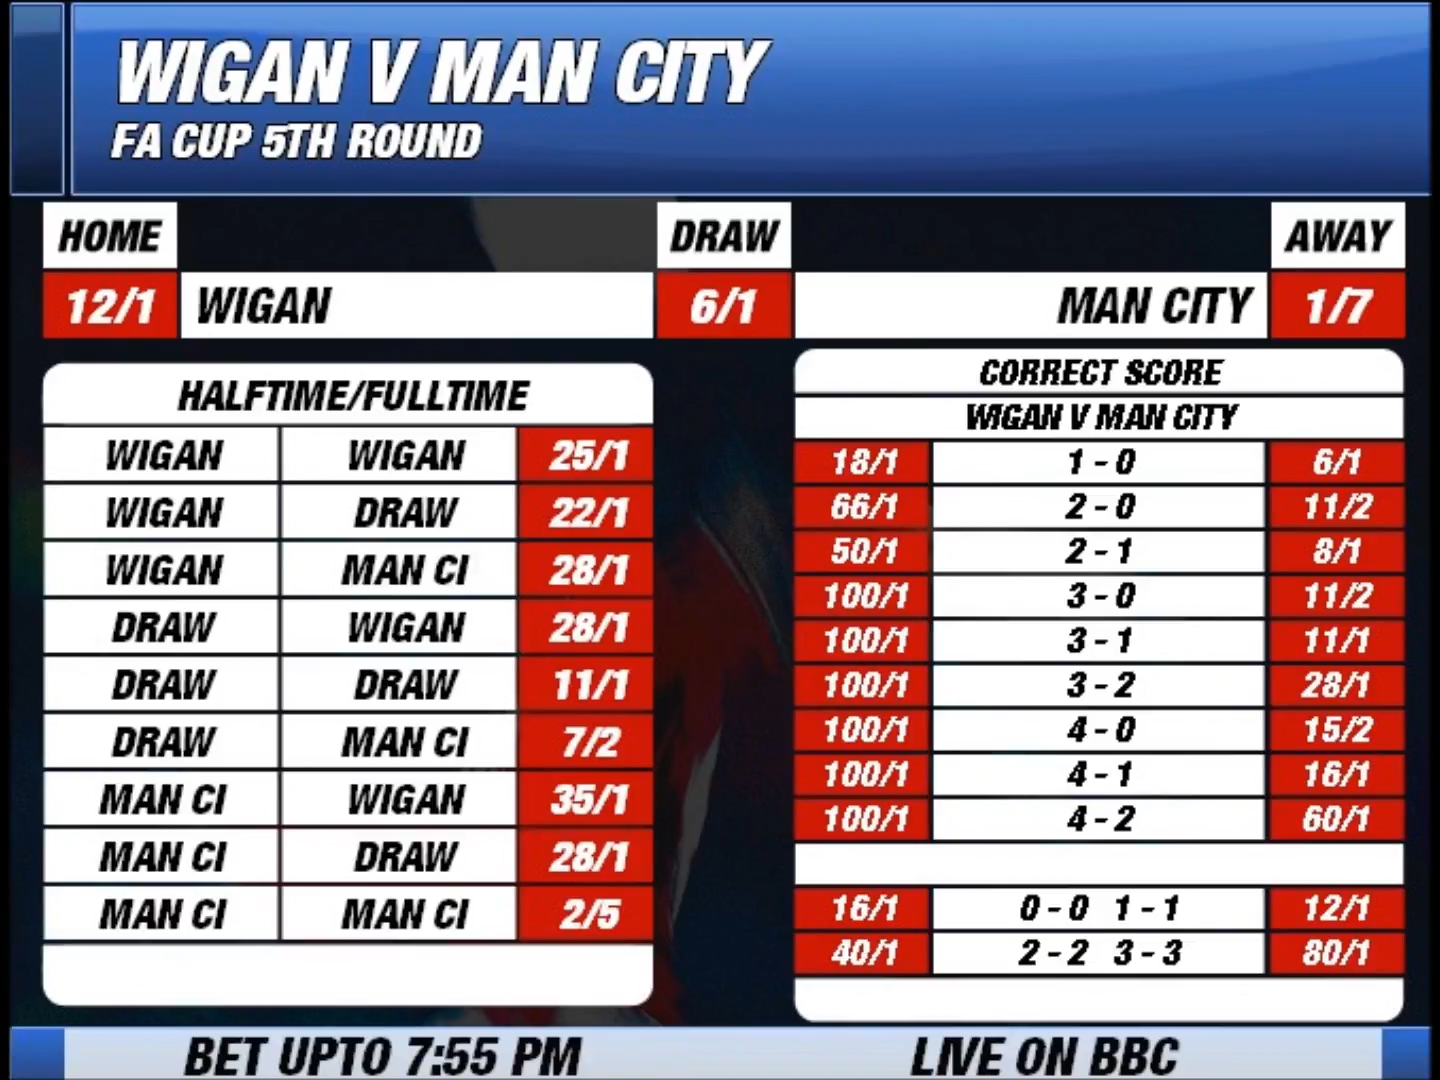 WIGAN V MAN CITY
FA CUP 5TH ROUND
HOME DRAW AWAY
12/1 WIGAN 6/1 MAN CITY 1/7
HALFTIME/FULLTIME
WIGAN WIGAN 25/1
WIGAN DRAW 22/1
WIGAN MAN CI 28/1
DRAW WIGAN 28/1
DRAW DRAW 11/1
DRAW MAN CI 7/2
MAN CI WIGAN 35/1
MAN CI DRAW 28/1
MAN CI MAN CI 2/5
CORRECT SCORE
WIGAN V MAN CITY
18/1 1 - 0 6/1
66/1 2 - 0 11/2
50/1 2 - 1 8/1
100/1 3 - 0 11/2
100/1 3 - 1 11/1
100/1 3 - 2 28/1
100/1 4 - 0 15/2
100/1 4 - 1 16/1
100/1 4 - 2 60/1
16/1 0 - 0 1 - 1 12/1
40/1 2 - 2 3 - 3 80/1
BET UPTO 7:55 PM LIVE ON BBC